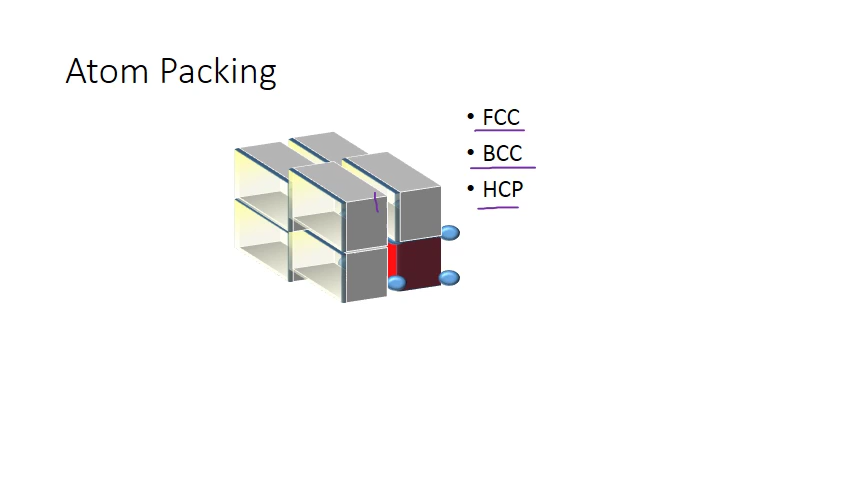 Atom Packing
• FCC
• BCC
• HCP